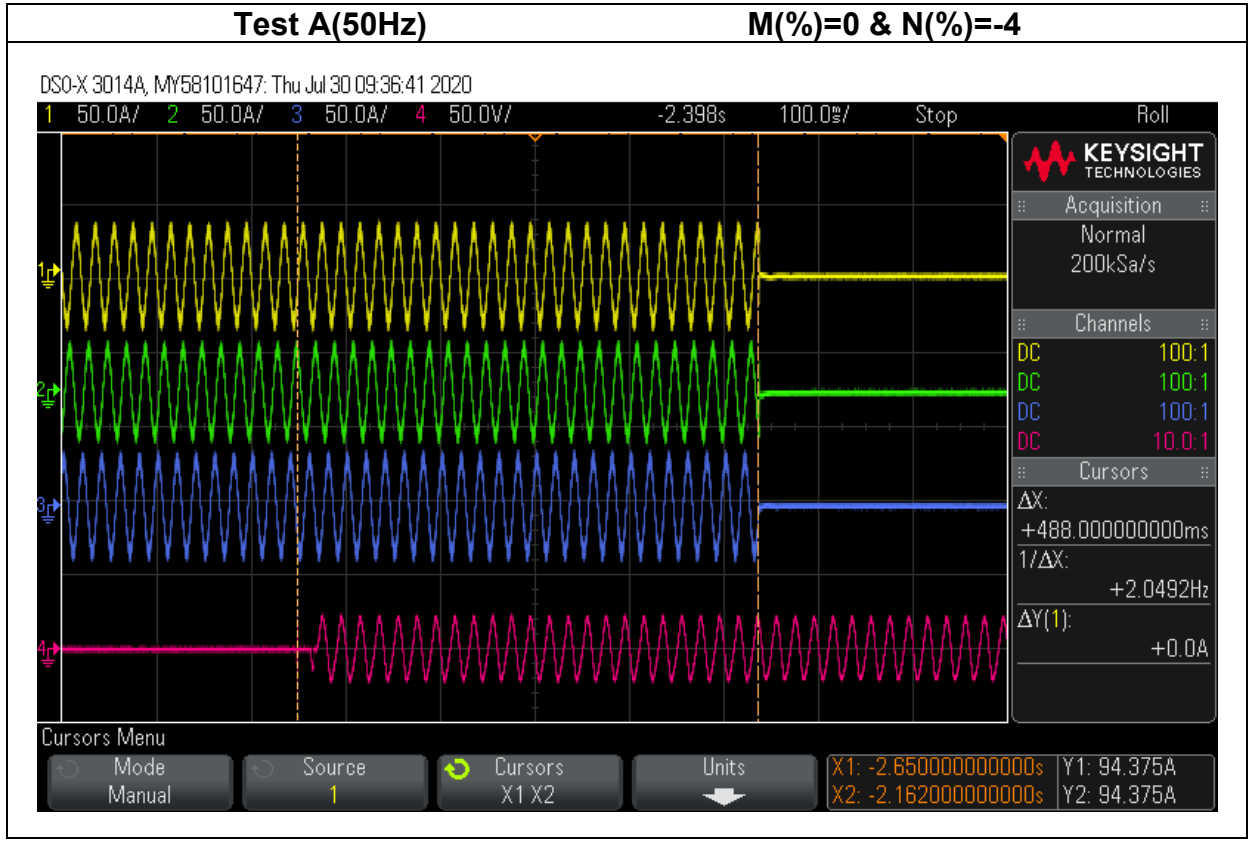 Test A(50Hz) M(%)=0 & N(%)=-4
DSO-X 3014A, MY58101647: Thu Jul 30 09:36:41 2020
1 50.0A/ 2 50.0A/ 3 50.0A/ 4 50.0V/ -2.398s 100.0ms/ Stop Roll
KEYSIGHT
TECHNOLOGIES
Acquisition
Normal
200kSa/s
Channels
DC 100:1
DC 100:1
DC 100:1
DC 10.0:1
Cursors
ΔX:
+488.000000000ms
1/ΔX:
+2.0492Hz
ΔY(1):
+0.0A
1
2
3
4
Cursors Menu
Mode
Manual
Source
1
Cursors
X1 X2
Units
X1: -2.650000000000s
X2: -2.162000000000s
Y1: 94.375A
Y2: 94.375A